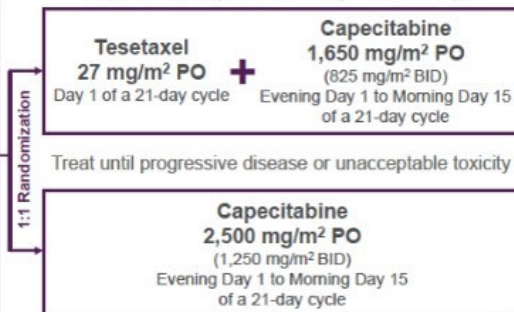 Tesetaxel
27 mg/m² PO
Day 1 of a 21-day cycle
+
Capecitabine
1,650 mg/m² PO
(825 mg/m² BID)
Evening Day 1 to Morning Day 15
of a 21-day cycle
1:1 Randomization
Treat until progressive disease or unacceptable toxicity
Capecitabine
2,500 mg/m² PO
(1,250 mg/m² BID)
Evening Day 1 to Morning Day 15
of a 21-day cycle